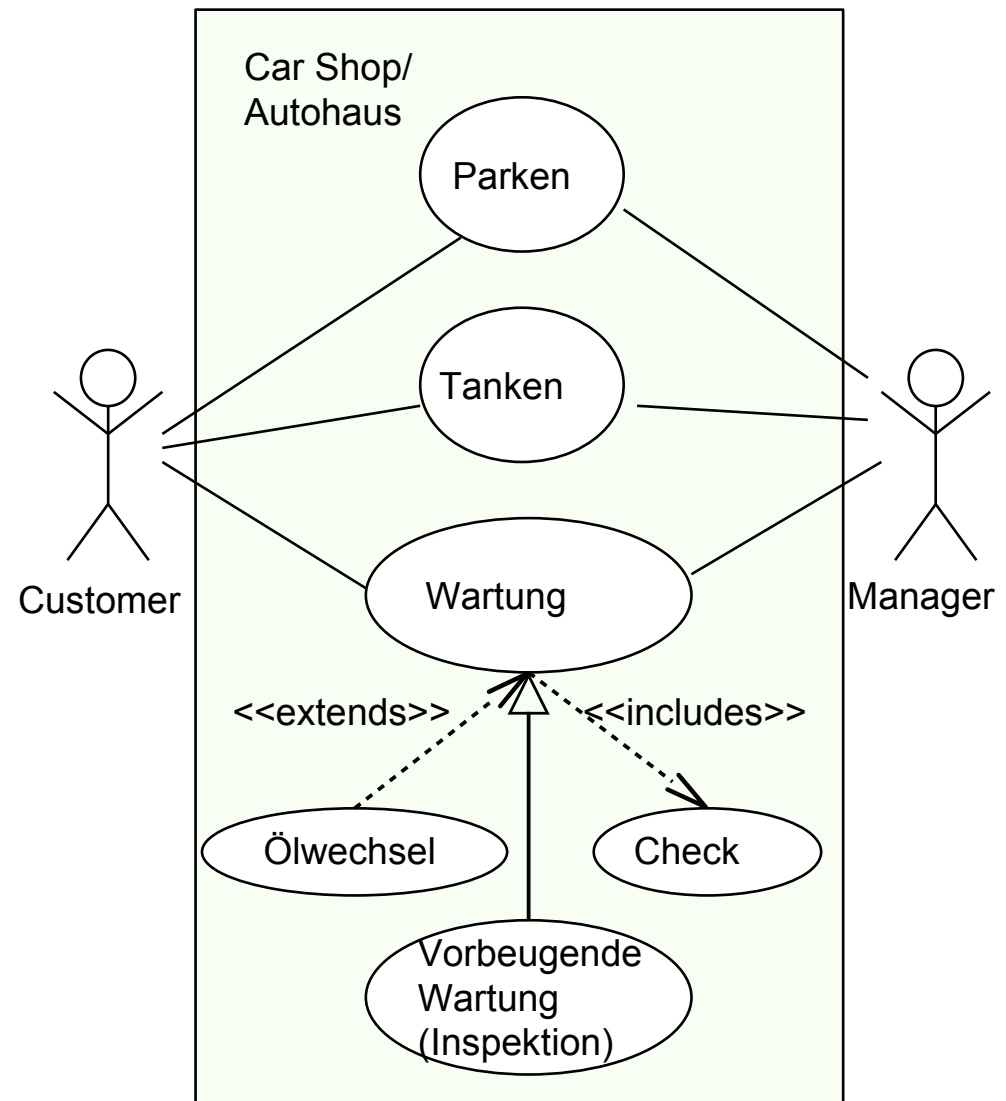 Car Shop/
Autohaus
Parken
Tanken
Wartung
Customer
Manager
<<extends>>
<<includes>>
Ölwechsel
Check
Vorbeugende
Wartung
(Inspektion)